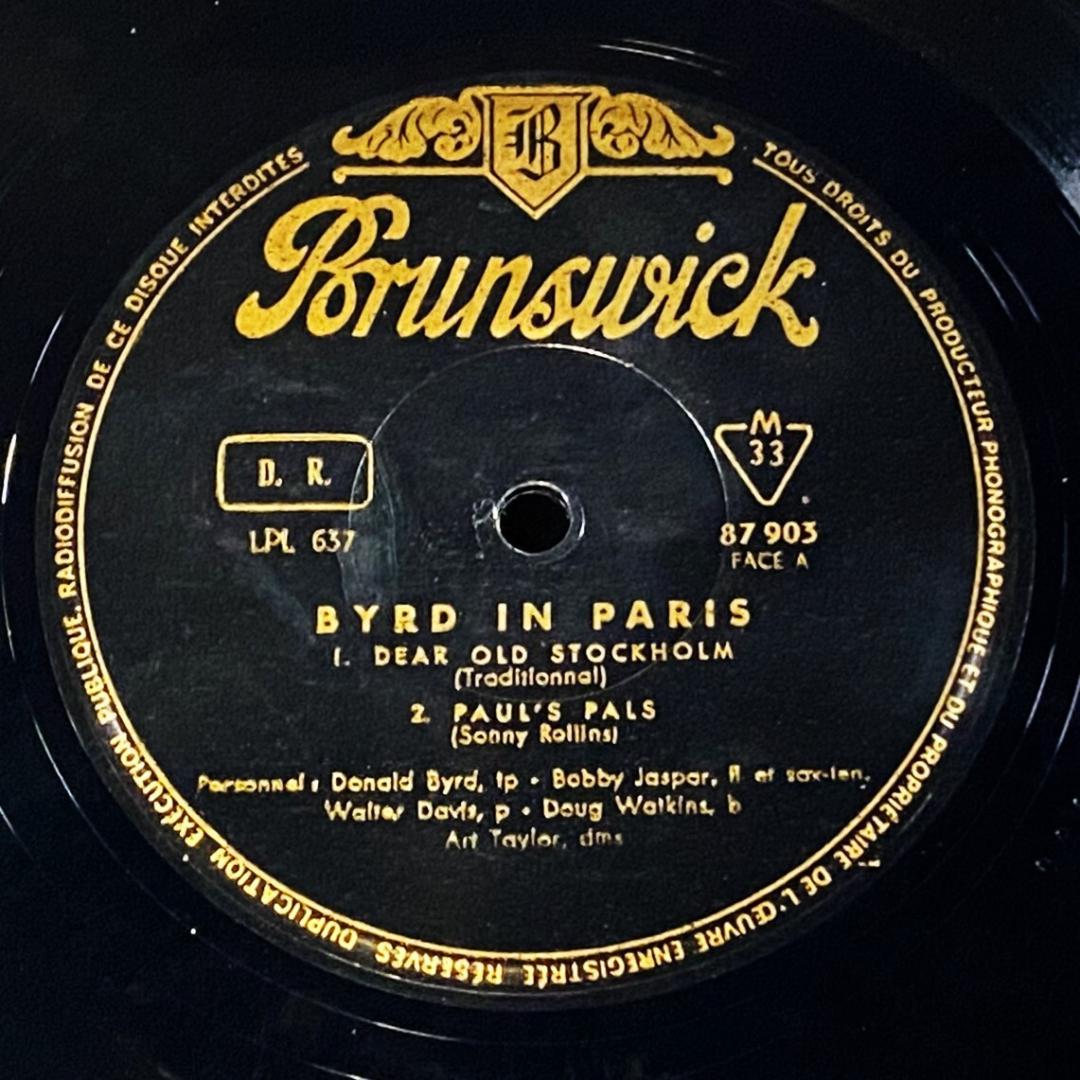 B
Brunswick
TOUS DROITS DU PRODUCTEUR PHONOGRAPHIQUE ET DU PROPRIÉTAIRE DE L'ŒUVRE ENREGISTRÉE RÉSERVÉS DUPLICATION EXÉCUTION PUBLIQUE, RADIODIFFUSION DE CE DISQUE INTERDITES
D. R.
LPL 637
M
33
87 903
FACE A
BYRD IN PARIS
1. DEAR OLD STOCKHOLM
(Traditionnal)
2. PAUL'S PALS
(Sonny Rollins)
Personnel : Donald Byrd, tp • Bobby Jaspar, fl et sax-ten,
Walter Davis, p • Doug Watkins, b
Art Taylor, dms